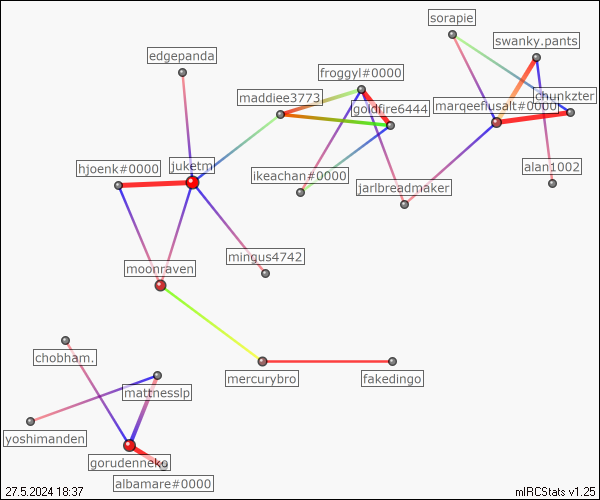 sorapie
swanky.pants
edgepanda
froggyl#0000
maddiee3773
chunkzter
goldfire6444
marqeeflusalt#0000
hjoenk#0000
juketm
ikeachan#0000
alan1002
jarlbreadmaker
mingus4742
moonraven
chobham.
mercurybro
fakedingo
mattnesslp
yoshimanden
gorudenneko
albamare#0000
27.5.2024 18:37
mIRCStats v1.25